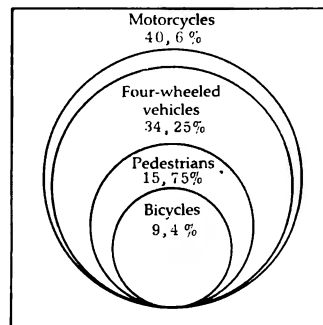 Motorcycles
40,6 %
Four-wheeled
vehicles
34,25%
Pedestrians
15,75%
Bicycles
9,4 %